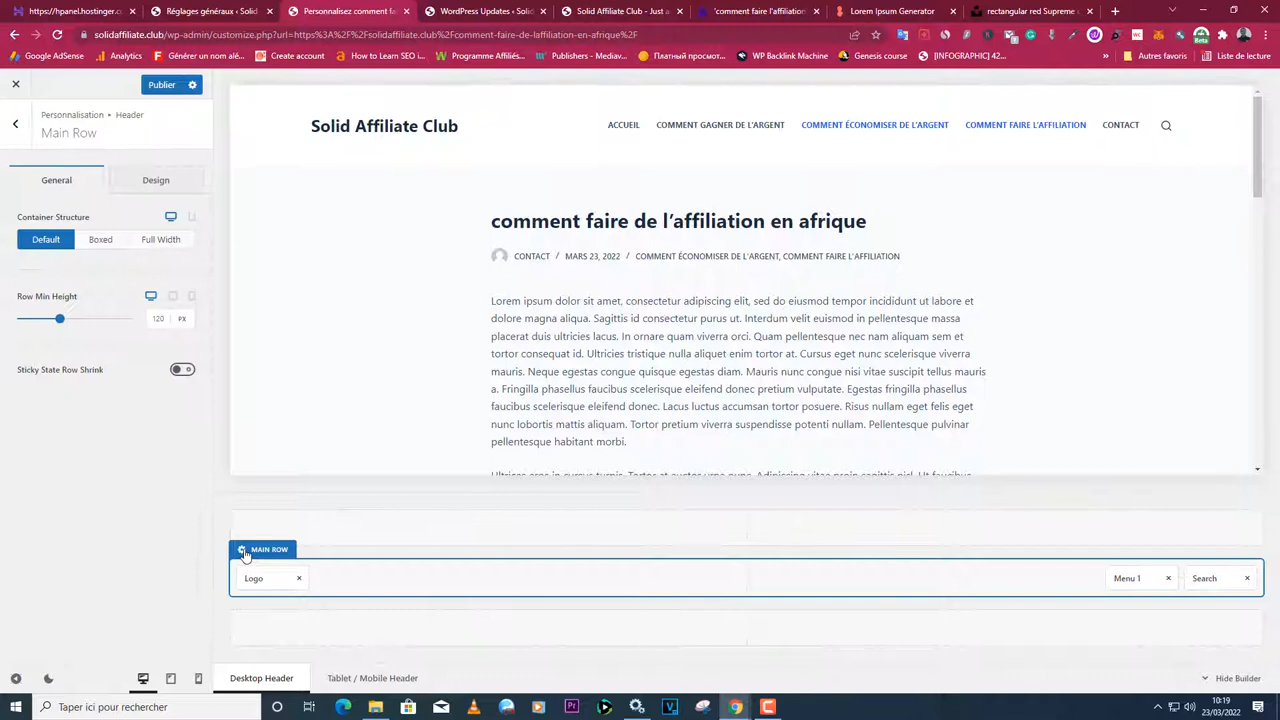 https://hpanel.hostinger.c
Réglages généraux ‹ Solid
Personnalisez contact fa
WordPress Updates ‹ Solid
Solid Affiliate Club - Just a
'comment faire l'affiliation
Lorem Ipsum Generator
rectangular red Supreme
solidaffiliate.club/wp-admin/customize.php?url=https%3A%2F%2Fsolidaffiliate.club%2Fcomment-faire-de-laffiliation-en-afrique%2F
Google AdSense
Analytics
Générer un nom alé...
Create account
How to Learn SEO i...
Programme Affiliés...
Publishers - Mediav...
Платный просмотр...
WP Backlink Machine
Genesis course
[INFOGRAPHIC] 42...
»
Autres favoris
Liste de lecture
Publier
Personnalisation ▸ Header
Main Row
General
Design
Container Structure
Default
Boxed
Full Width
Row Min Height
120
PX
Sticky State Row Shrink
Solid Affiliate Club
ACCUEIL
COMMENT GAGNER DE L'ARGENT
COMMENT ÉCONOMISER DE L'ARGENT
COMMENT FAIRE L'AFFILIATION
CONTACT
comment faire de l'affiliation en afrique
CONTACT / MARS 23, 2022 / COMMENT ÉCONOMISER DE L'ARGENT, COMMENT FAIRE L'AFFILIATION
Lorem ipsum dolor sit amet, consectetur adipiscing elit, sed do eiusmod tempor incididunt ut labore et
dolore magna aliqua. Sagittis id consectetur purus ut. Interdum velit euismod in pellentesque massa
placerat duis ultricies lacus. In ornare quam viverra orci. Quam pellentesque nec nam aliquam sem et
tortor consequat id. Ultricies tristique nulla aliquet enim tortor at. Cursus eget nunc scelerisque viverra
mauris. Neque egestas congue quisque egestas diam. Mauris nunc congue nisi vitae suscipit tellus mauris
a. Fringilla phasellus faucibus scelerisque eleifend donec pretium vulputate. Egestas fringilla phasellus
faucibus scelerisque eleifend donec. Lacus luctus accumsan tortor posuere. Risus nullam eget felis eget
nunc lobortis mattis aliquam. Tortor pretium viverra suspendisse potenti nullam. Pellentesque pulvinar
pellentesque habitant morbi.
MAIN ROW
Logo
Menu 1
Search
Desktop Header
Tablet / Mobile Header
Hide Builder
Taper ici pour rechercher
10:19
23/03/2022